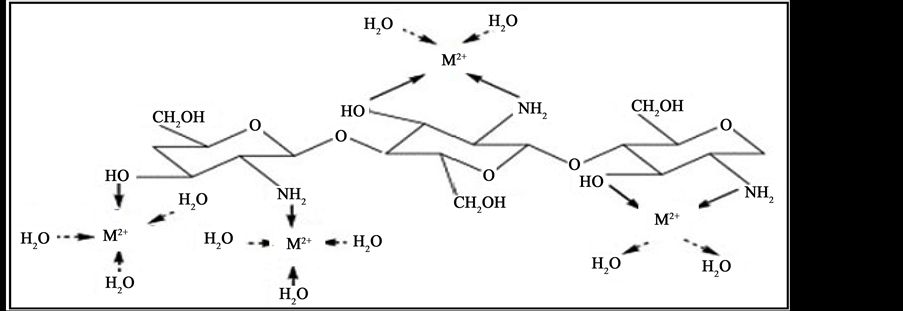 H₂O H₂O
M²⁺
HO NH₂
CH₂OH O O CH₂OH O
HO NH₂ O CH₂OH O HO NH₂
H₂O M²⁺ H₂O H₂O
H₂O M²⁺ H₂O M²⁺ H₂O
H₂O H₂O